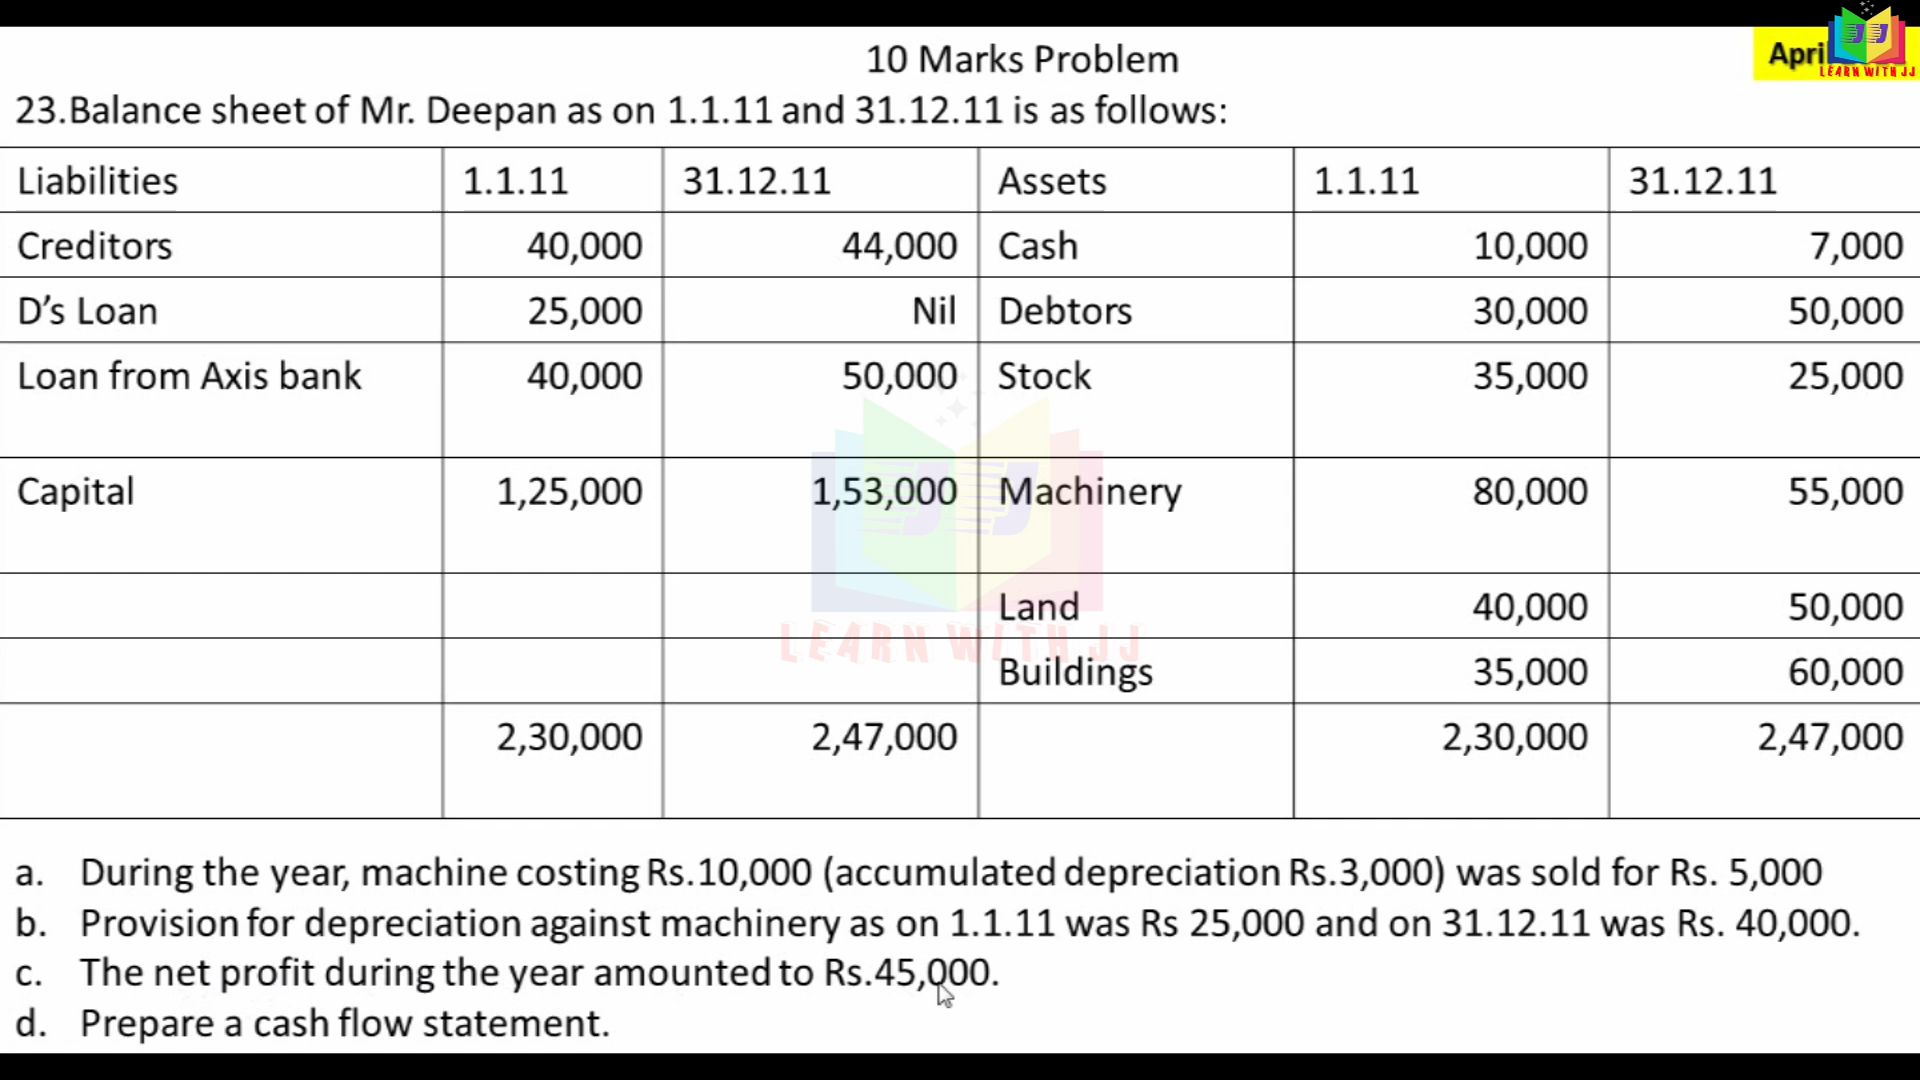 10 Marks Problem
Apri
LEARN WITH JJ
23.Balance sheet of Mr. Deepan as on 1.1.11 and 31.12.11 is as follows:
Liabilities 1.1.11 31.12.11 Assets 1.1.11 31.12.11
Creditors 40,000 44,000 Cash 10,000 7,000
D’s Loan 25,000 Nil Debtors 30,000 50,000
Loan from Axis bank 40,000 50,000 Stock 35,000 25,000
Capital 1,25,000 1,53,000 Machinery 80,000 55,000
JJ
Land 40,000 50,000
LEARN WITH JJ
Buildings 35,000 60,000
2,30,000 2,47,000 2,30,000 2,47,000
a. During the year, machine costing Rs.10,000 (accumulated depreciation Rs.3,000) was sold for Rs. 5,000
b. Provision for depreciation against machinery as on 1.1.11 was Rs 25,000 and on 31.12.11 was Rs. 40,000.
c. The net profit during the year amounted to Rs.45,000.
d. Prepare a cash flow statement.